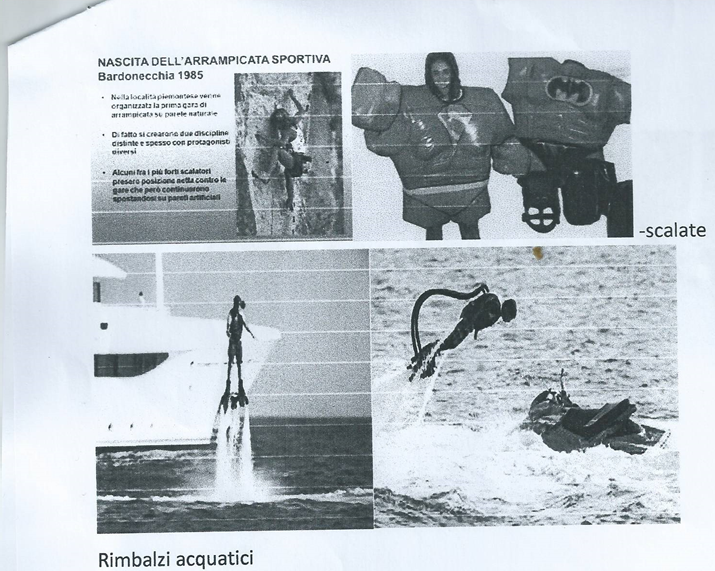 NASCITA DELL'ARRAMPICATA SPORTIVA
Bardonecchia 1985
• Nella località piemontese venne
organizzata la prima gara di
arrampicata su parete naturale
• Di fatto si crearono due discipline
distinte e spesso con protagonisti
diversi
• Alcuni fra i più forti scalatori
presero posizione netta contro le
gare che però continuarono
spostandosi su pareti artificiali
-scalate
Rimbalzi acquatici